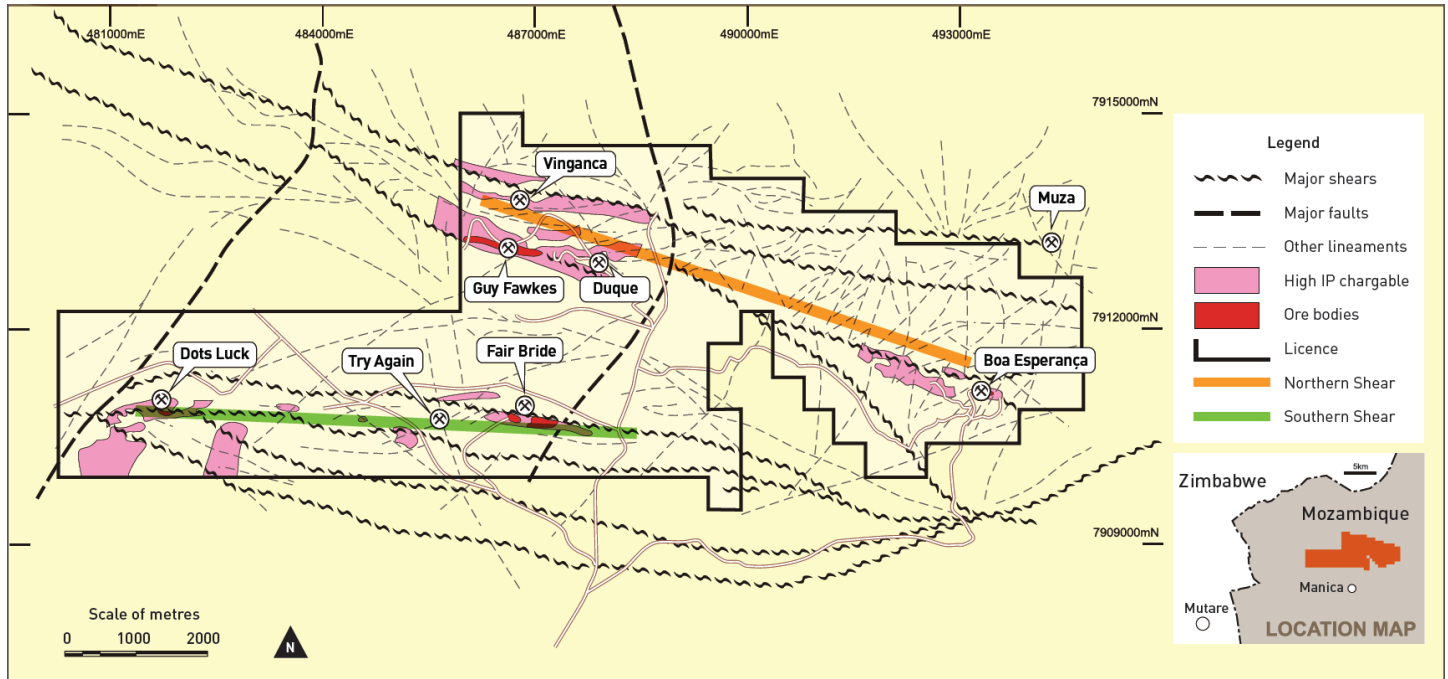 481000mE
484000mE
487000mE
490000mE
493000mE
7915000mN
7912000mN
7909000mN
Vinganca
Muza
Guy Fawkes
Duque
Dots Luck
Try Again
Fair Bride
Boa Esperança
Legend
Major shears
Major faults
Other lineaments
High IP chargable
Ore bodies
Licence
Northern Shear
Southern Shear
5km
Zimbabwe
Mozambique
Manica
Mutare
LOCATION MAP
Scale of metres
0 1000 2000
N